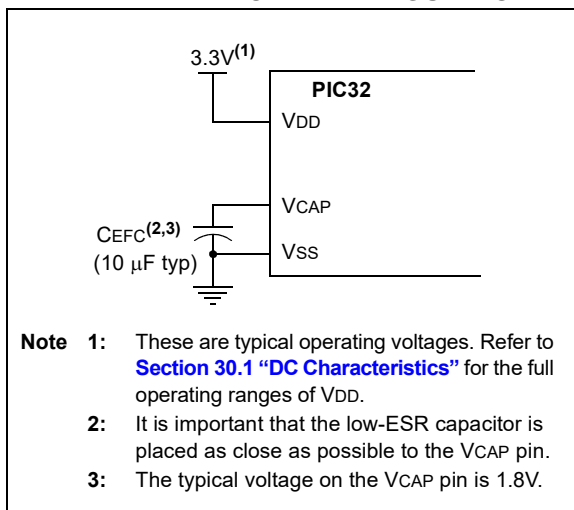 3.3V(1)
PIC32
VDD
VCAP
CEFC(2,3)
(10 μF typ)
VSS
Note 1: These are typical operating voltages. Refer to
Section 30.1 “DC Characteristics” for the full
operating ranges of VDD.
2: It is important that the low-ESR capacitor is
placed as close as possible to the VCAP pin.
3: The typical voltage on the VCAP pin is 1.8V.